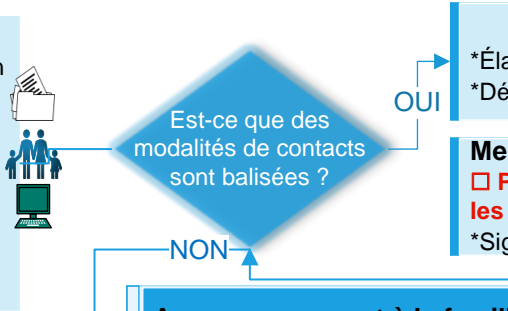 n
*Éla
*Dé
OUI
Est-ce que des
modalités de contacts
sont balisées ?
Me
☐ P
les
*Sig
NON